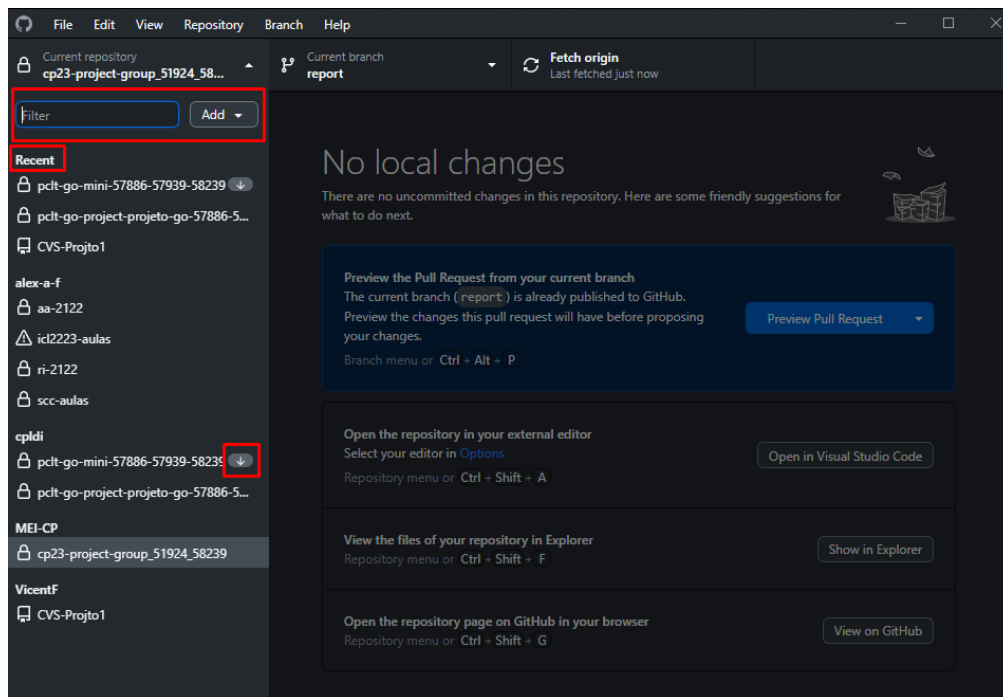 File Edit View Repository Branch Help
Current repository
cp23-project-group_51924_58...
Current branch
report
Fetch origin
Last fetched just now
Filter
Add
Recent
pclt-go-mini-57886-57939-58239
pclt-go-project-projeto-go-57886-5...
CVS-Projto1
alex-a-f
aa-2122
icl2223-aulas
ri-2122
scc-aulas
cpldi
pclt-go-mini-57886-57939-58239
pclt-go-project-projeto-go-57886-5...
MEI-CP
cp23-project-group_51924_58239
VicentF
CVS-Projto1
No local changes
There are no uncommitted changes in this repository. Here are some friendly suggestions for
what to do next.
Preview the Pull Request from your current branch
The current branch ( report ) is already published to GitHub.
Preview the changes this pull request will have before proposing
your changes.
Branch menu or Ctrl + Alt + P
Preview Pull Request
Open the repository in your external editor
Select your editor in Options
Repository menu or Ctrl + Shift + A
Open in Visual Studio Code
View the files of your repository in Explorer
Repository menu or Ctrl + Shift + F
Show in Explorer
Open the repository page on GitHub in your browser
Repository menu or Ctrl + Shift + G
View on GitHub